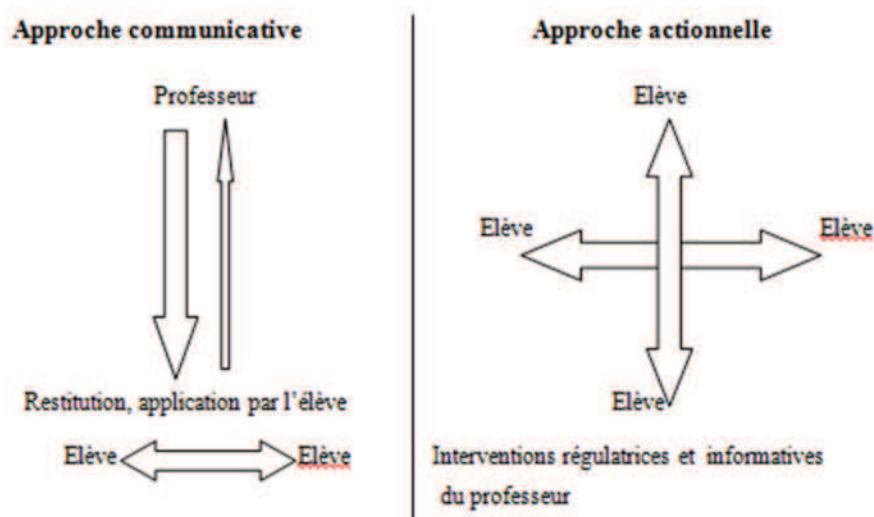 Approche communicative
Professeur
Restitution, application par l'élève
Elève Elève
Approche actionnelle
Elève
Elève Elève
Elève
Interventions régulatrices et informatives
du professeur